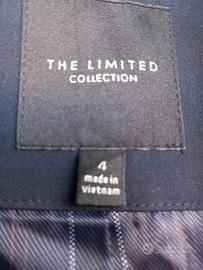 THE LIMITED
COLLECTION
4
made in
Vietnam